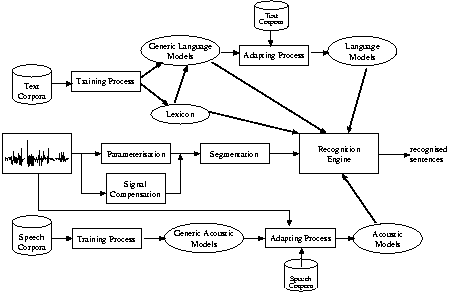 Text
Corpora
Generic Language
Models
Adapting Process
Language
Models
Text
Corpora
Training Process
Lexicon
Parameterisation
Segmentation
Recognition
Engine
recognised
sentences
Signal
Compensation
Speech
Corpora
Training Process
Generic Acoustic
Models
Adapting Process
Acoustic
Models
Speech
Corpora